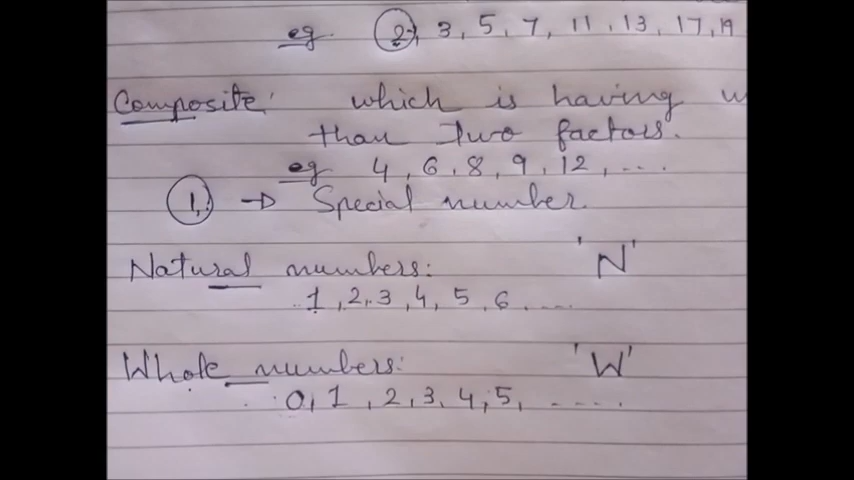 eg. 2, 3, 5, 7, 11, 13, 17, 19
Composite: which is having
than Two factors.
eg 4, 6, 8, 9, 12, ....
1, → Special number.
Natural numbers: 'N'
1, 2, 3, 4, 5, 6, ....
Whole numbers: 'W'
0, 1, 2, 3, 4, 5, .....